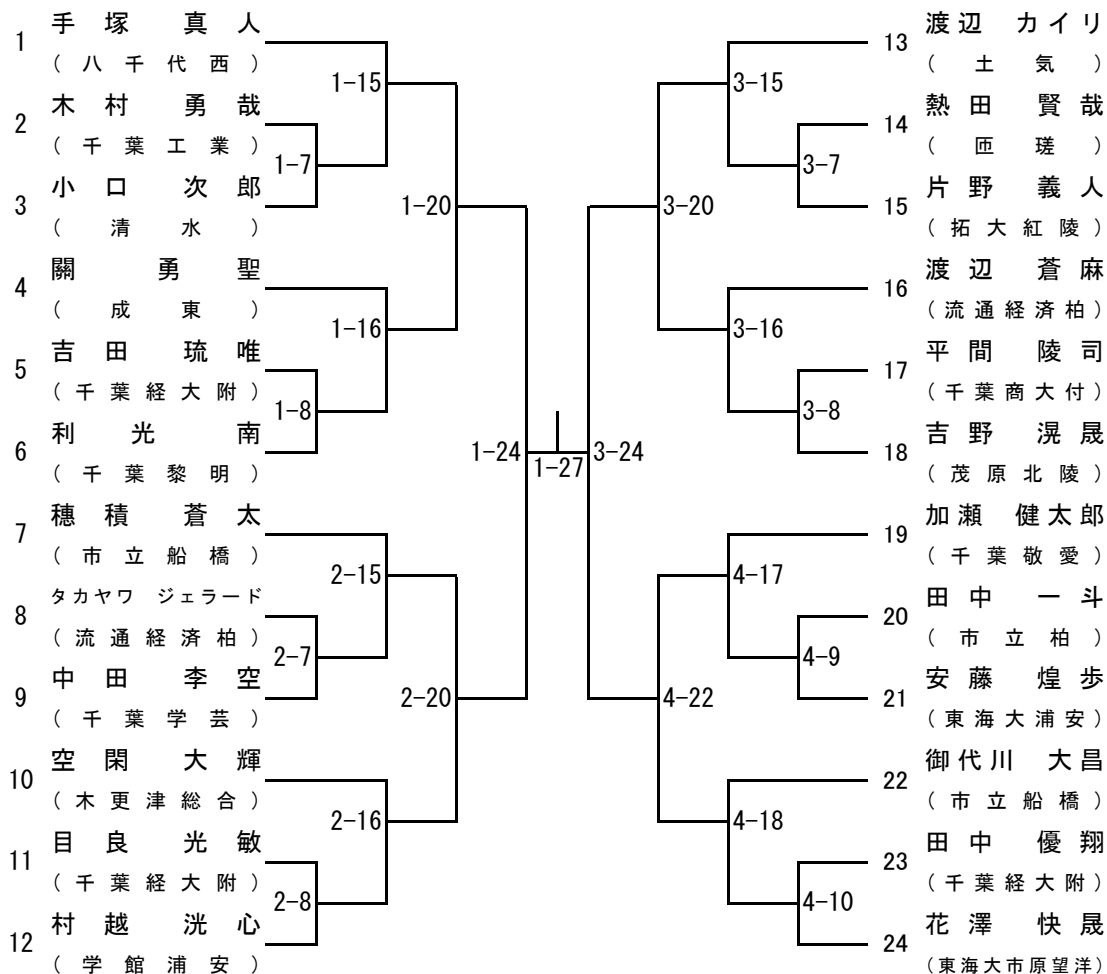 1 手塚 真人
(八千代西)
2 木村 勇哉
(千葉工業)
3 小口 次郎
(清水)
4 關 勇聖
(成東)
5 吉田 琉唯
(千葉経大附)
6 利光 南
(千葉黎明)
7 穂積 蒼太
(市立船橋)
8 タカヤワ ジェラード
(流通経済柏)
9 中田 李空
(千葉学芸)
10 空閑 大輝
(木更津総合)
11 目良 光敏
(千葉経大附)
12 村越 洸心
(学館浦安)
1-15
1-7
1-20
1-16
1-8
1-24
2-15
2-7
2-20
2-16
2-8
1-27
3-24
3-15
3-7
3-20
3-16
3-8
4-17
4-9
4-22
4-18
4-10
13 渡辺 カイリ
(土気)
14 熱田 賢哉
(匝瑳)
15 片野 義人
(拓大紅陵)
16 渡辺 蒼麻
(流通経済柏)
17 平間 陵司
(千葉商大付)
18 吉野 滉晟
(茂原北陵)
19 加瀬 健太郎
(千葉敬愛)
20 田中 一斗
(市立柏)
21 安藤 煌歩
(東海大浦安)
22 御代川 大昌
(市立船橋)
23 田中 優翔
(千葉経大附)
24 花澤 快晟
(東海大市原望洋)